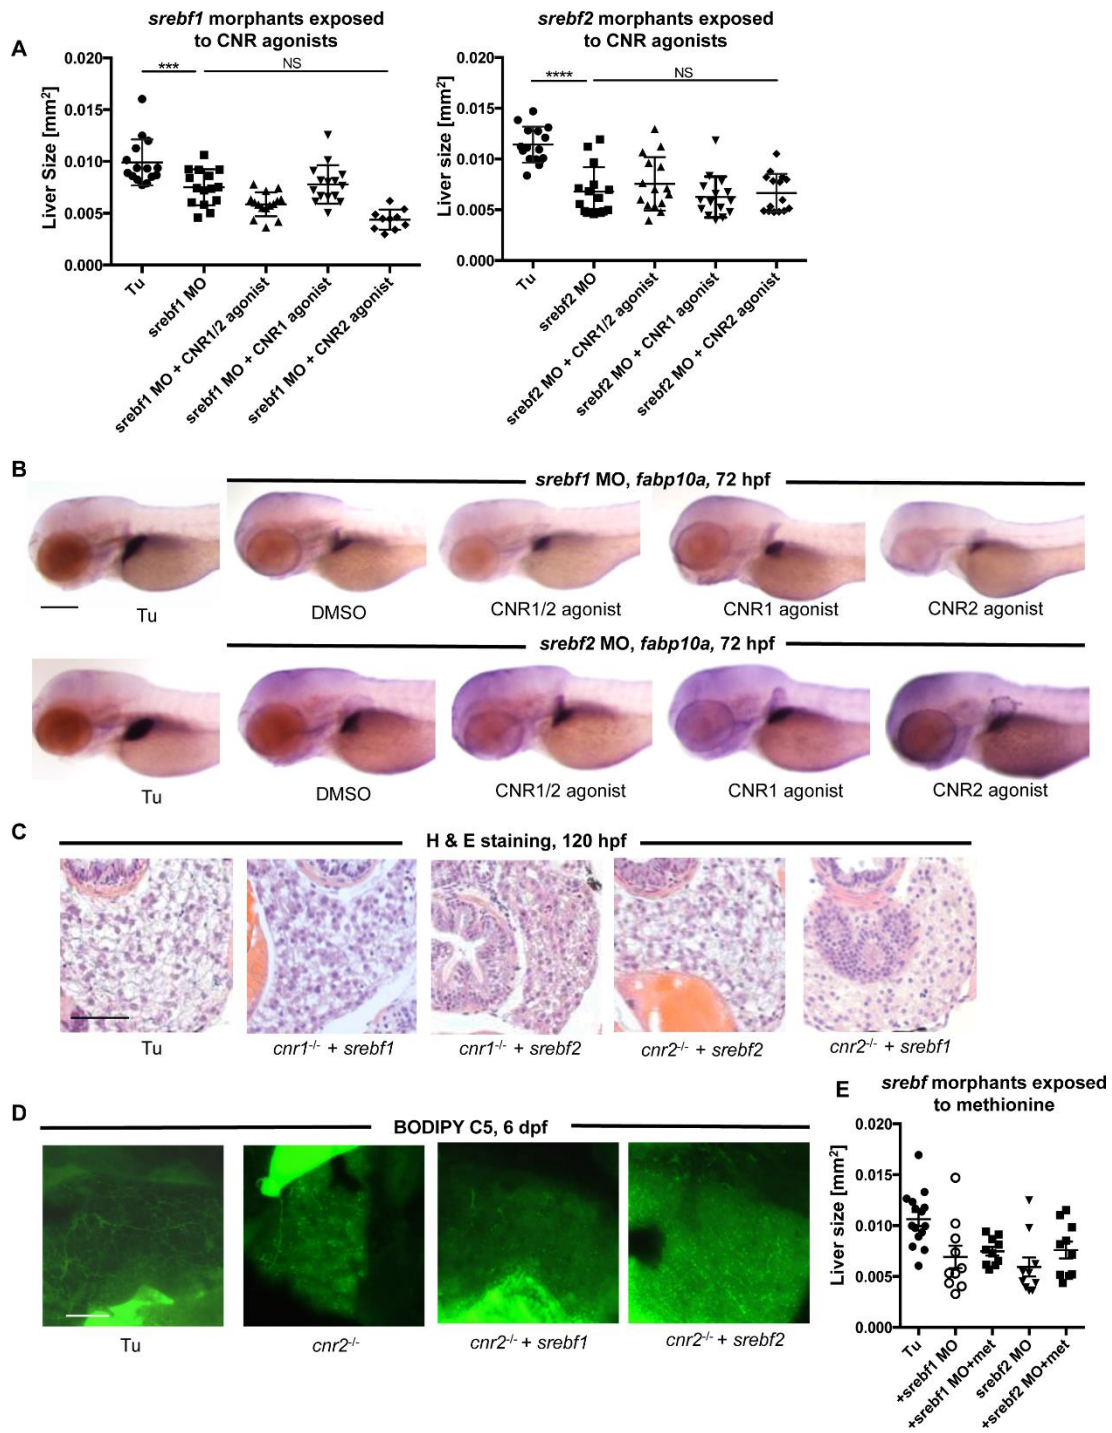 A
srebf1 morphants exposed
to CNR agonists
Liver Size [mm²]
0.020
0.015
0.010
0.005
0.000
***
NS
Tu
srebf1 MO
srebf1 MO + CNR1/2 agonist
srebf1 MO + CNR1 agonist
srebf1 MO + CNR2 agonist
srebf2 morphants exposed
to CNR agonists
Liver size [mm²]
0.020
0.015
0.010
0.005
0.000
****
NS
Tu
srebf2 MO
srebf2 MO + CNR1/2 agonist
srebf2 MO + CNR1 agonist
srebf2 MO + CNR2 agonist
B
srebf1 MO, fabp10a, 72 hpf
Tu
DMSO
CNR1/2 agonist
CNR1 agonist
CNR2 agonist
srebf2 MO, fabp10a, 72 hpf
Tu
DMSO
CNR1/2 agonist
CNR1 agonist
CNR2 agonist
C
H & E staining, 120 hpf
Tu
cnr1-/- + srebf1
cnr1-/- + srebf2
cnr2-/- + srebf2
cnr2-/- + srebf1
D
BODIPY C5, 6 dpf
Tu
cnr2-/-
cnr2-/- + srebf1
cnr2-/- + srebf2
E
srebf morphants exposed
to methionine
Liver size [mm²]
0.020
0.015
0.010
0.005
0.000
Tu
+srebf1 MO
+srebf1 MO+met
srebf2 MO
+srebf2 MO+met